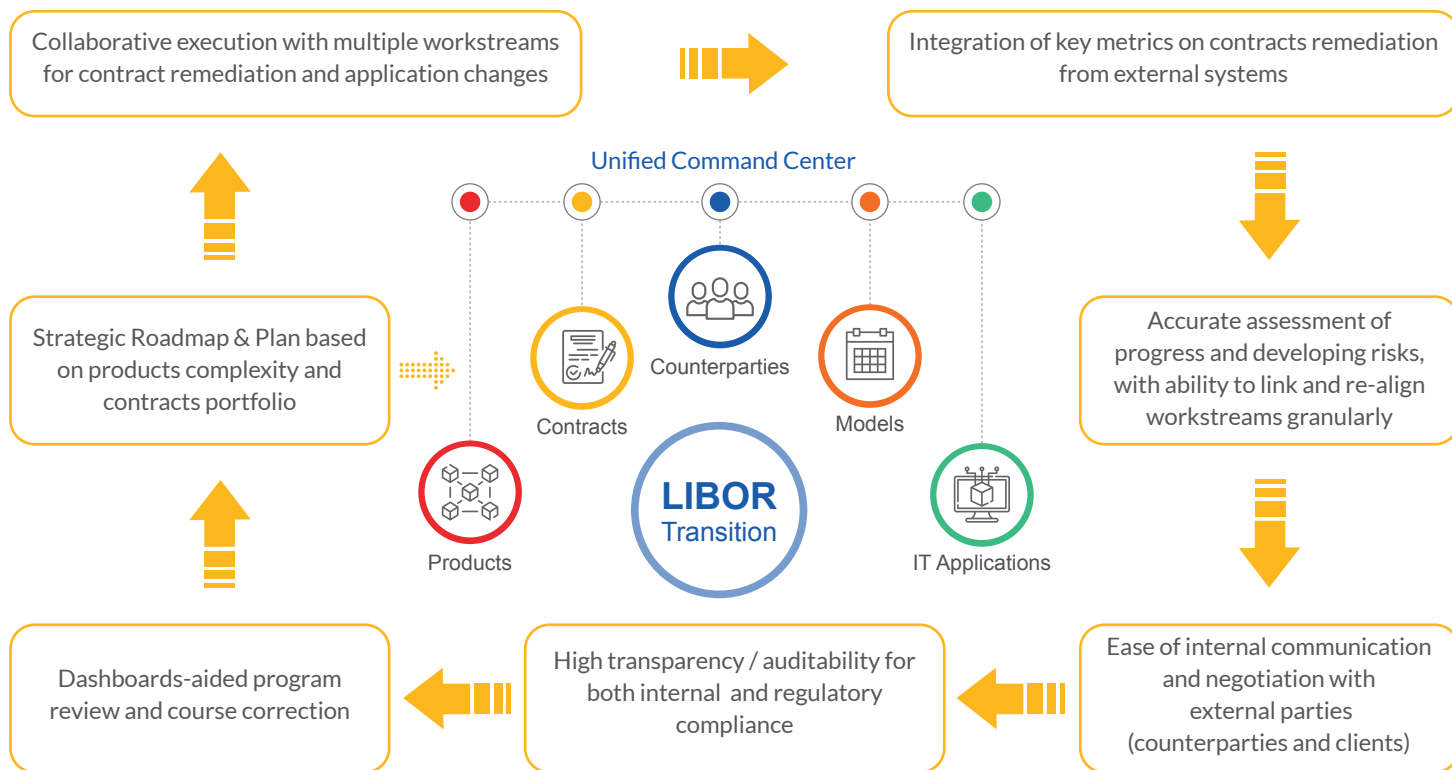 Collaborative execution with multiple workstreams
for contract remediation and application changes
Integration of key metrics on contracts remediation
from external systems
Unified Command Center
Strategic Roadmap & Plan based
on products complexity and
contracts portfolio
Products
Contracts
Counterparties
Models
IT Applications
LIBOR
Transition
Accurate assessment of
progress and developing risks,
with ability to link and re-align
workstreams granularly
Dashboards-aided program
review and course correction
High transparency / auditability for
both internal and regulatory
compliance
Ease of internal communication
and negotiation with
external parties
(counterparties and clients)